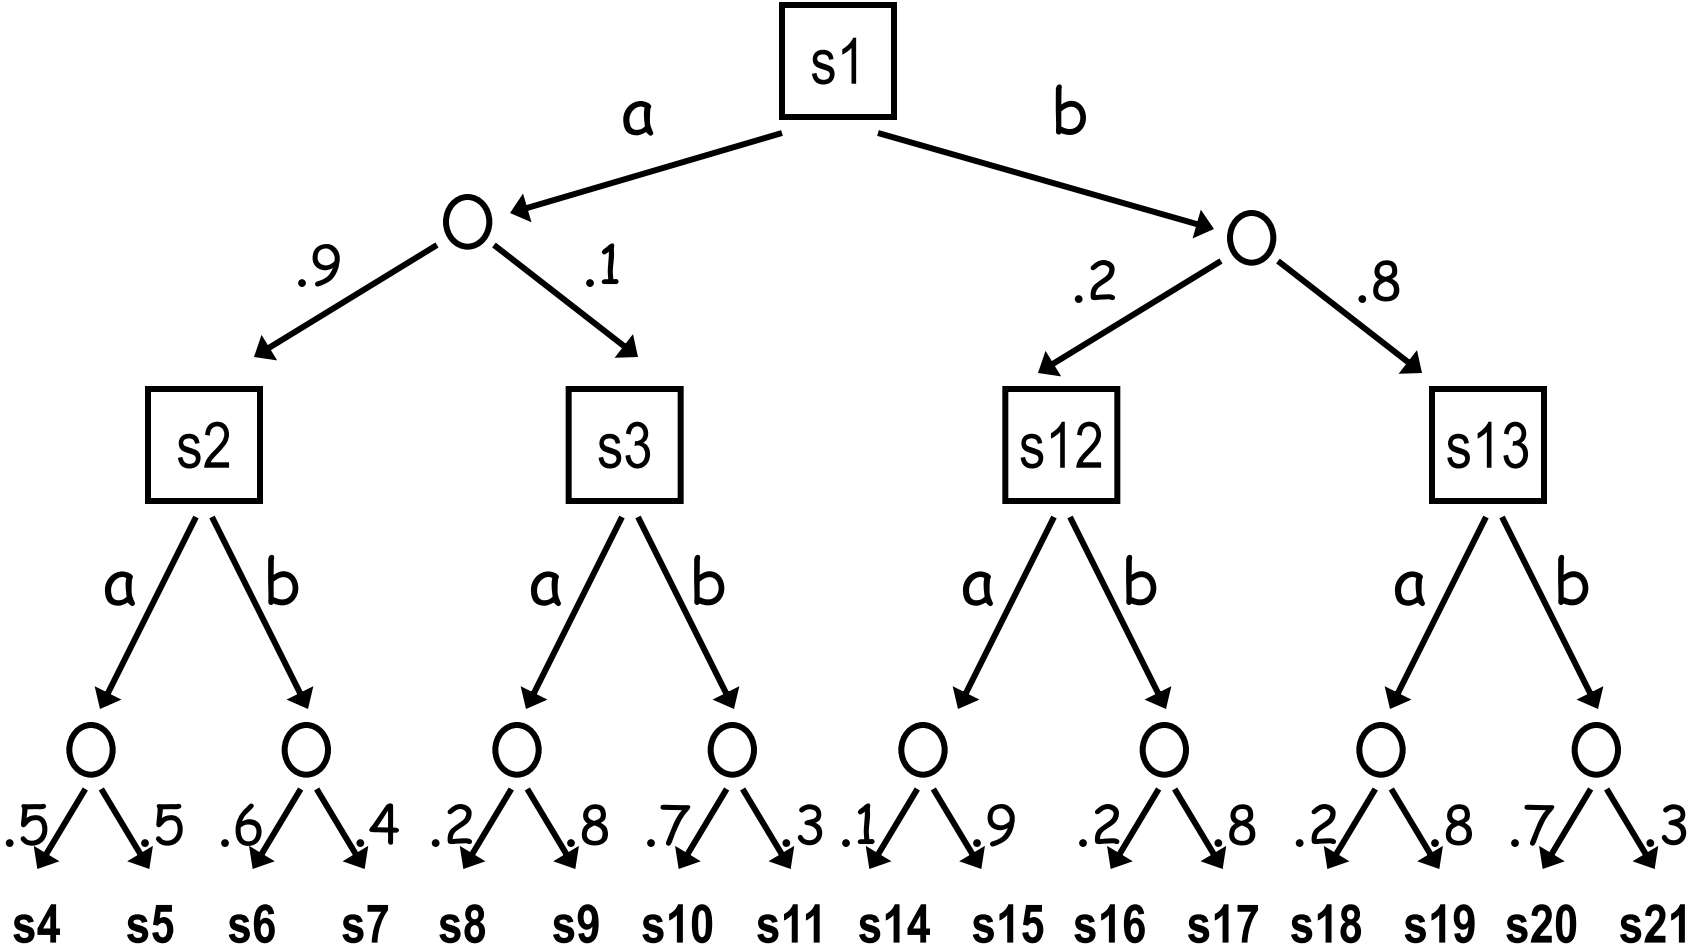 s1
a b
.9 .1 .2 .8
s2 s3 s12 s13
a b a b a b a b
.5 .5 .6 .4 .2 .8 .7 .3 .1 .9 .2 .8 .2 .8 .7 .3
s4 s5 s6 s7 s8 s9 s10 s11 s14 s15 s16 s17 s18 s19 s20 s21